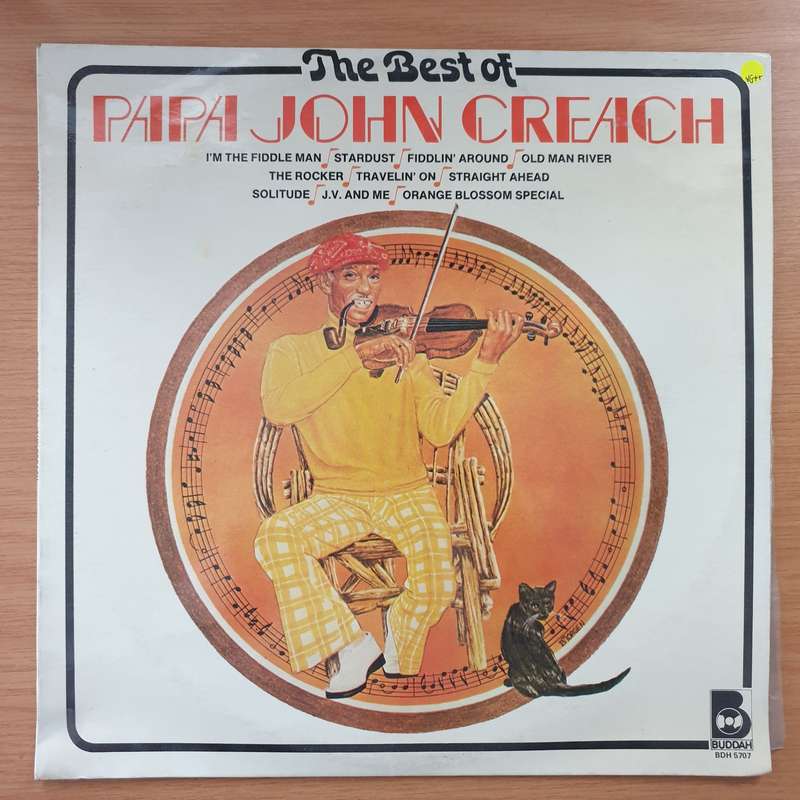 The Best of
VG++
PAPA JOHN CREACH
I'M THE FIDDLE MAN STARDUST FIDDLIN' AROUND OLD MAN RIVER
THE ROCKER TRAVELIN' ON STRAIGHT AHEAD
SOLITUDE J.V. AND ME ORANGE BLOSSOM SPECIAL
B
BUDDAH
BDH 5707